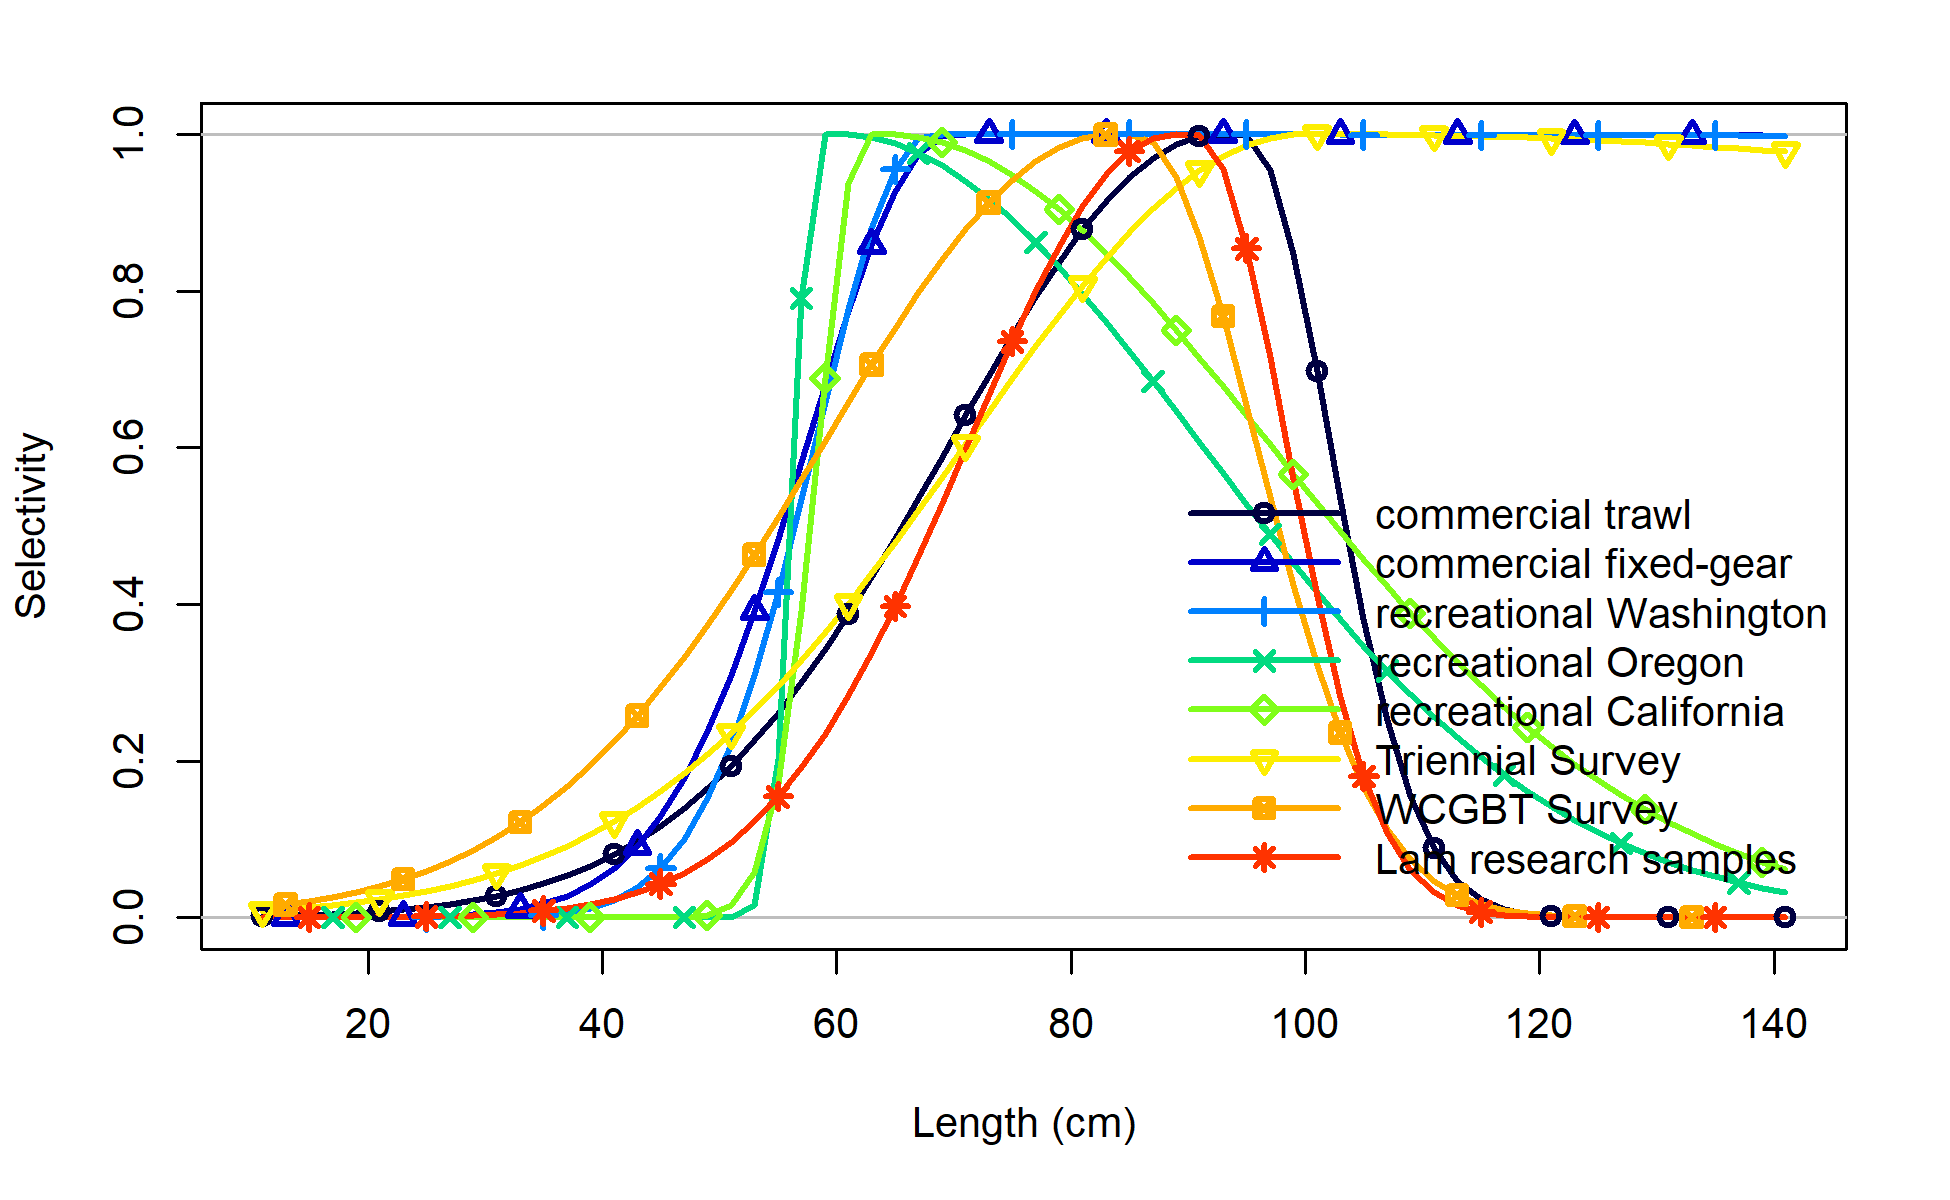 1.0
0.8
0.6
0.4
0.2
0.0
Selectivity
commercial trawl
commercial fixed-gear
recreational Washington
recreational Oregon
recreational California
Triennial Survey
WCGBT Survey
Lam research samples
20 40 60 80 100 120 140
Length (cm)